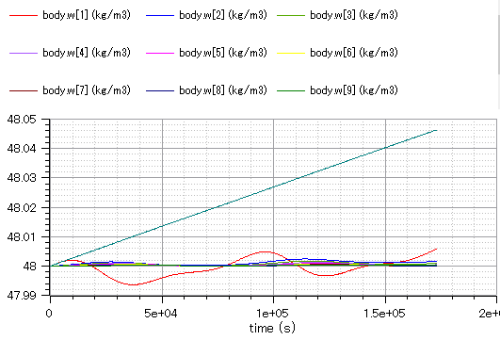 body.w[1] (kg/m3) body.w[2] (kg/m3) body.w[3] (kg/m3)
body.w[4] (kg/m3) body.w[5] (kg/m3) body.w[6] (kg/m3)
body.w[7] (kg/m3) body.w[8] (kg/m3) body.w[9] (kg/m3)
48.05
48.04
48.03
48.02
48.01
48
47.99
0 5e+04 1e+05 1.5e+05
time (s)